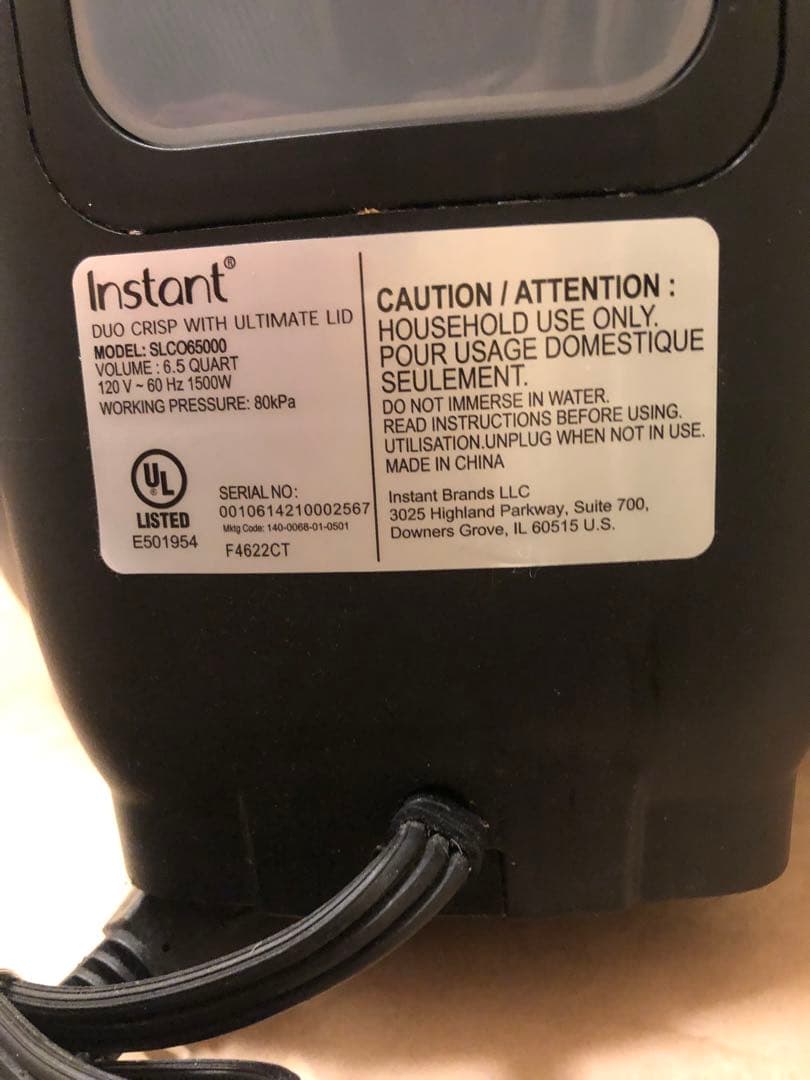 Instant®
DUO CRISP WITH ULTIMATE LID
MODEL: SLCO65000
VOLUME : 6.5 QUART
120 V ~ 60 Hz 1500W
WORKING PRESSURE: 80kPa
UL
®
LISTED
E501954
SERIAL NO:
0010614210002567
Mktg Code: 140-0068-01-0501
F4622CT
CAUTION / ATTENTION :
HOUSEHOLD USE ONLY.
POUR USAGE DOMESTIQUE
SEULEMENT.
DO NOT IMMERSE IN WATER.
READ INSTRUCTIONS BEFORE USING.
UTILISATION.UNPLUG WHEN NOT IN USE.
MADE IN CHINA
Instant Brands LLC
3025 Highland Parkway, Suite 700,
Downers Grove, IL 60515 U.S.